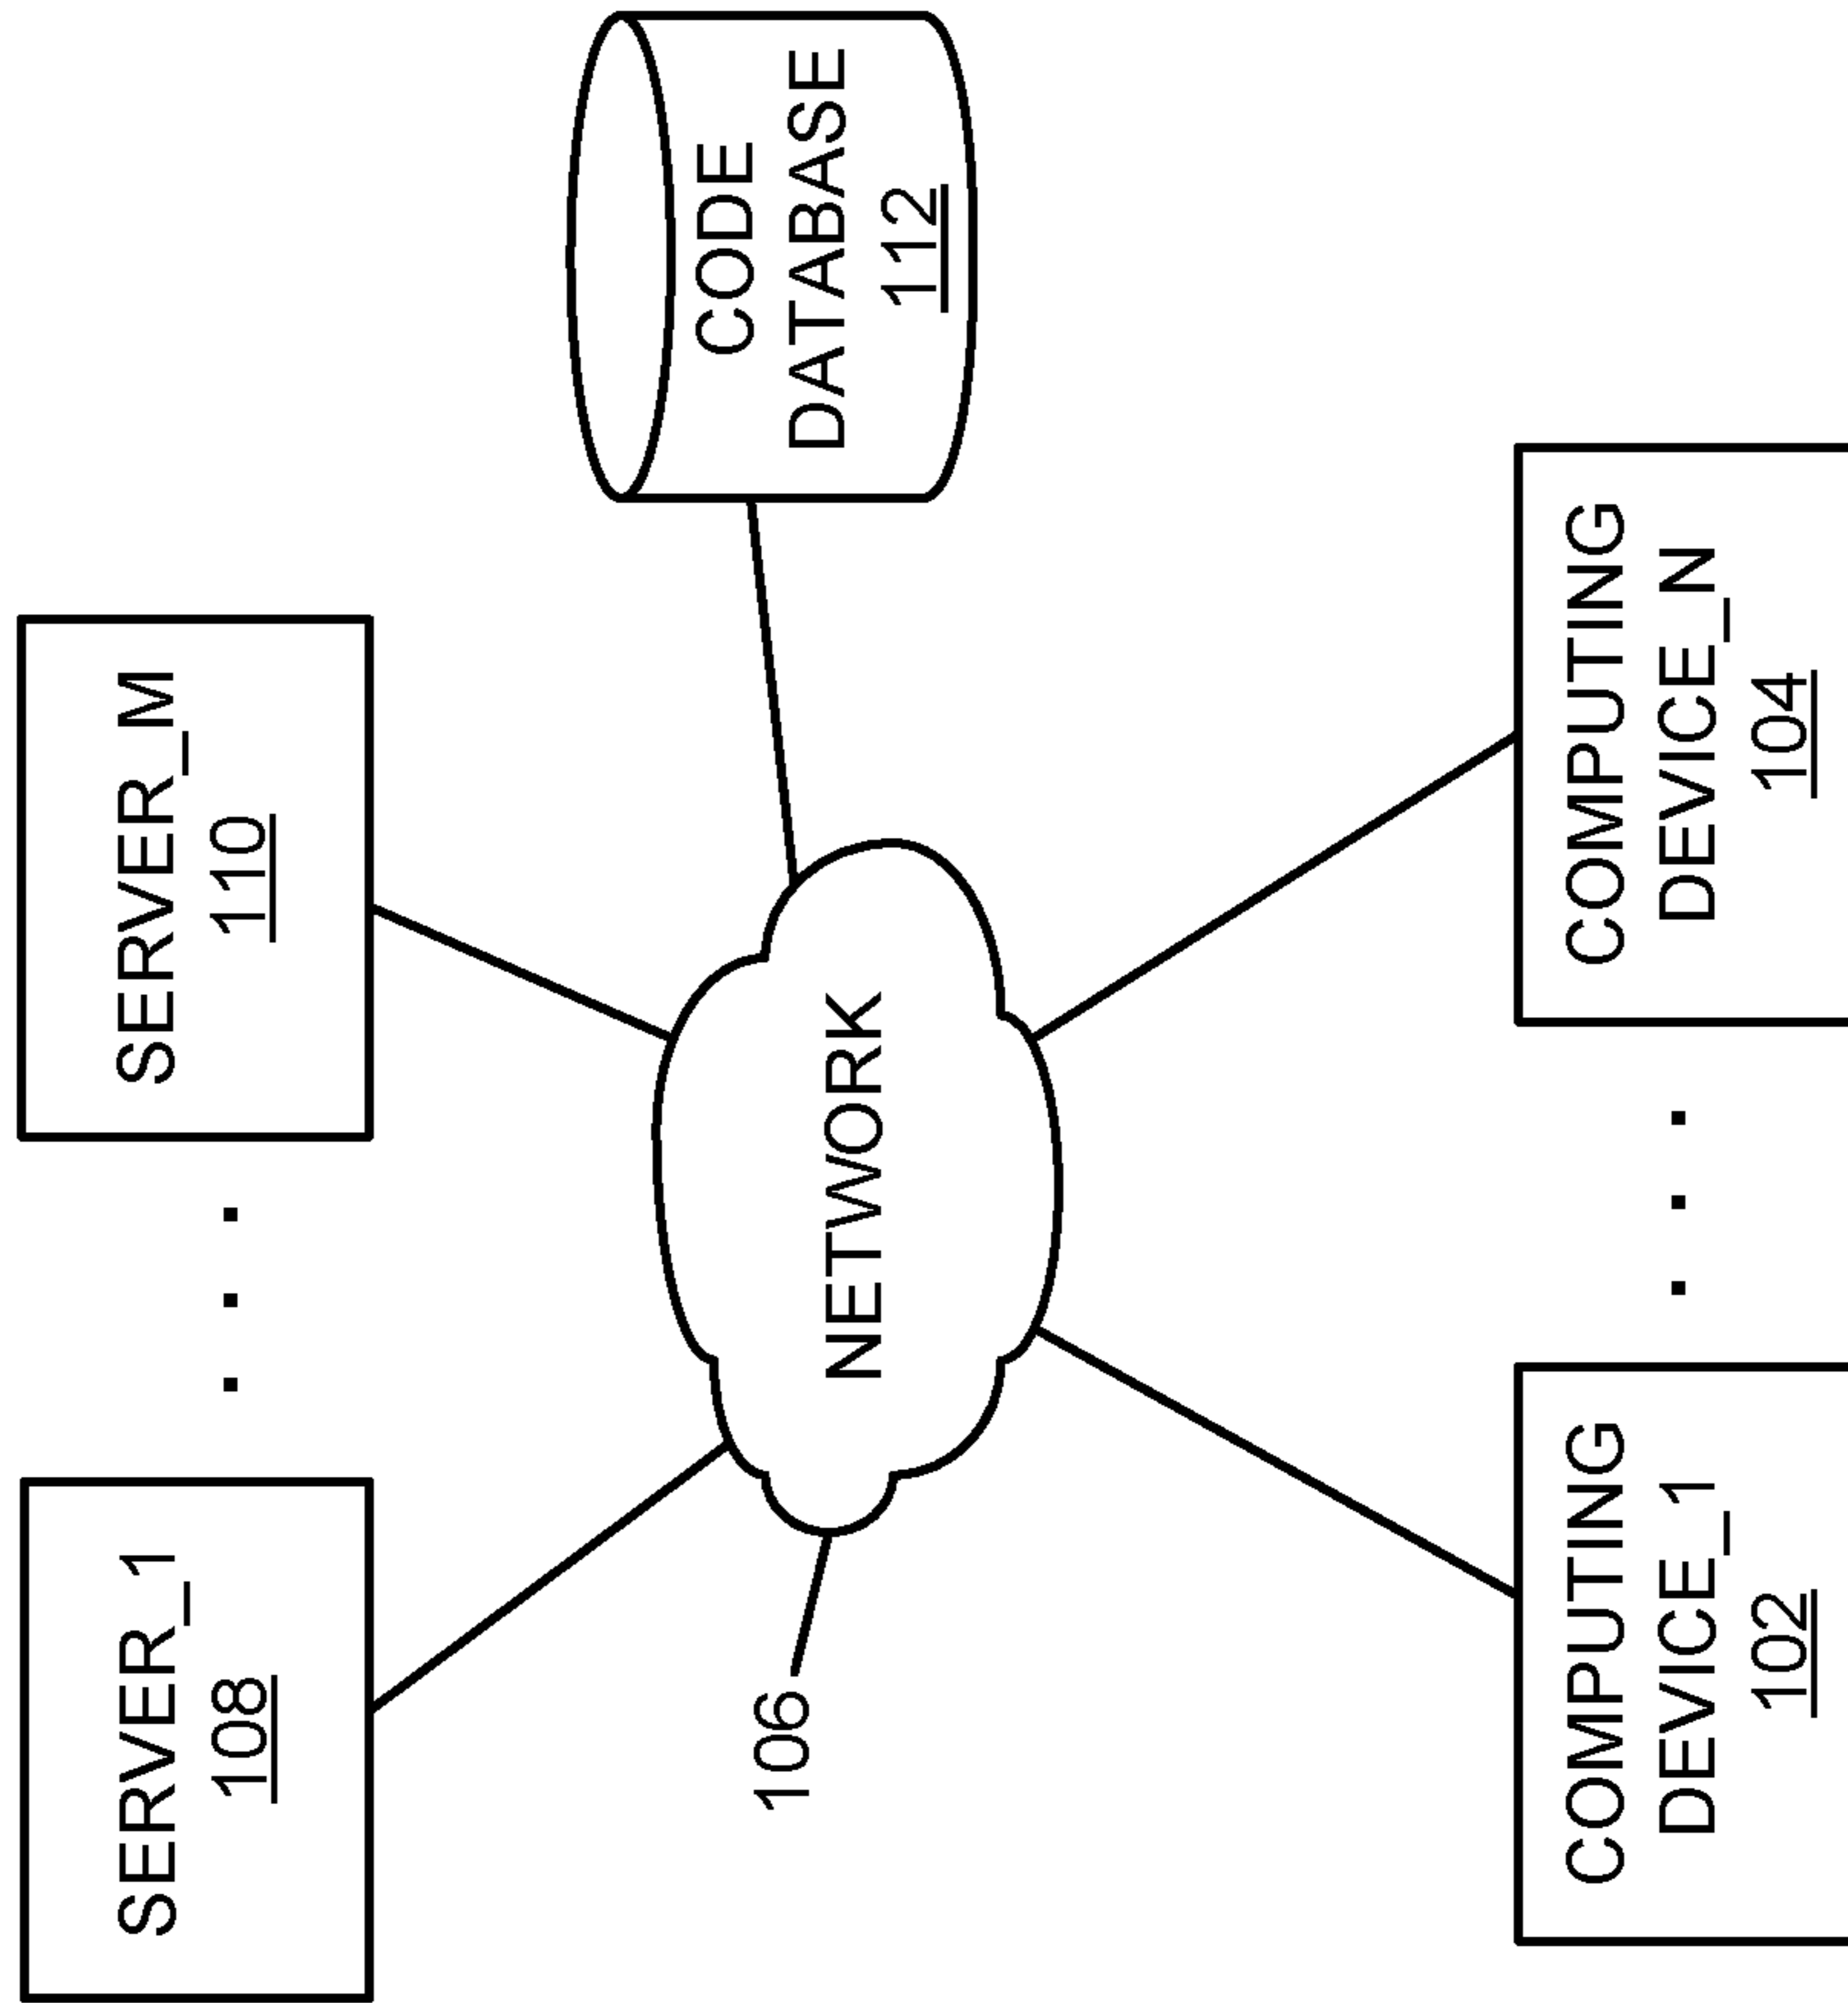 SERVER_1
108
. . .
SERVER_M
110
CODE
DATABASE
112
NETWORK
106
COMPUTING
DEVICE_1
102
. . .
COMPUTING
DEVICE_N
104